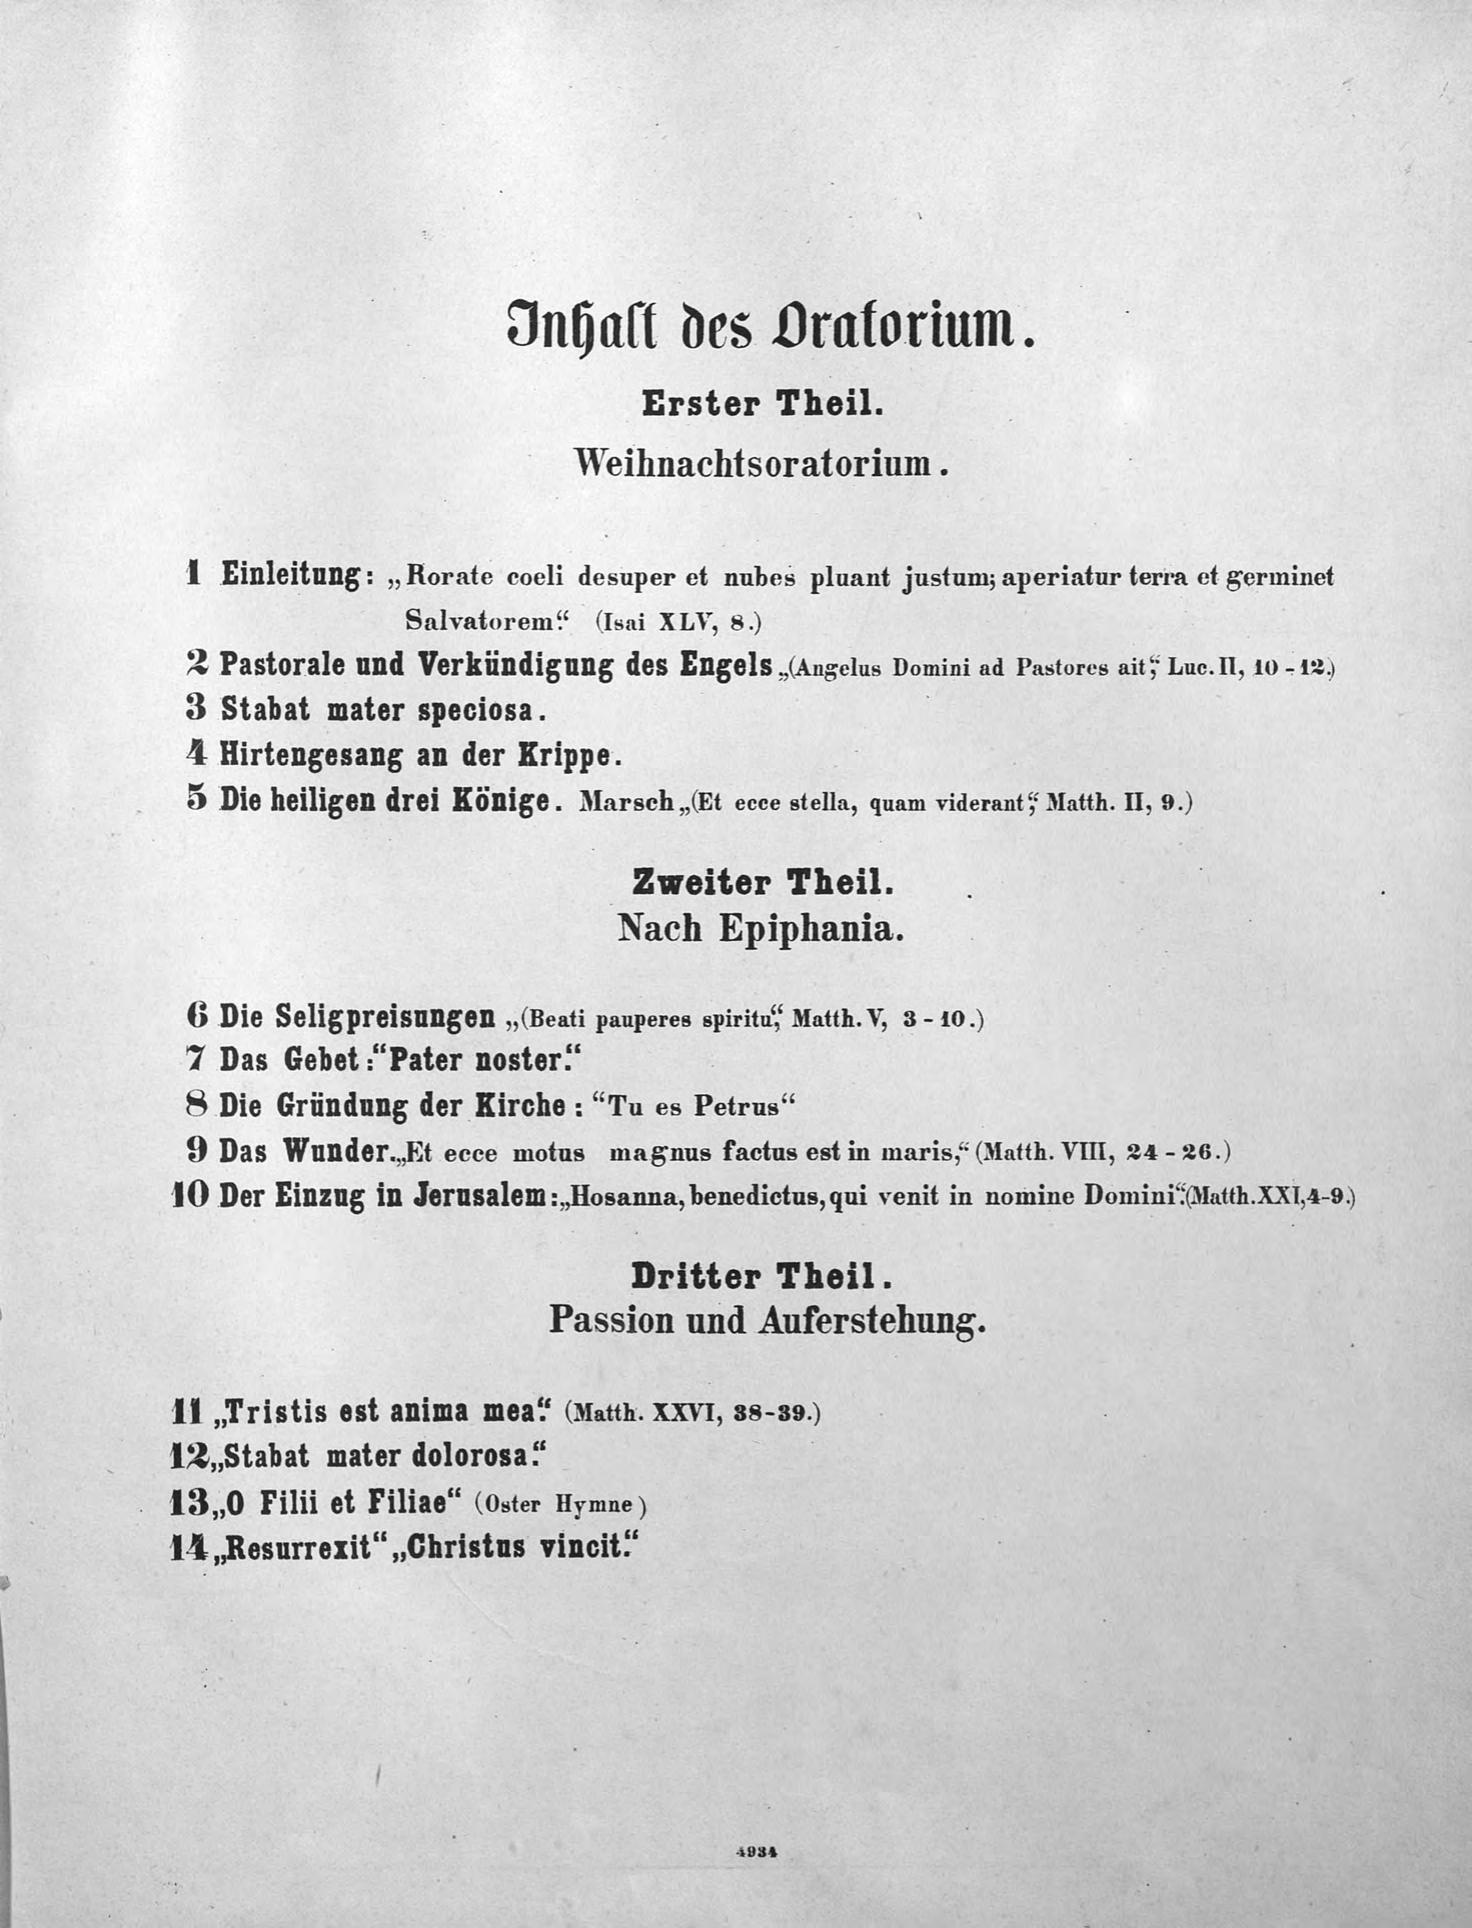 Inhalt des Oratorium.
Erster Theil.
Weihnachtsoratorium.
1 Einleitung: „Rorate coeli desuper et nubes pluant justum; aperiatur terra et germinet
Salvatorem.“ (Isai XLV, 8.)
2 Pastorale und Verkündigung des Engels „(Angelus Domini ad Pastores ait,“ Luc. II, 10-12.)
3 Stabat mater speciosa.
4 Hirtengesang an der Krippe.
5 Die heiligen drei Könige. Marsch „(Et ecce stella, quam viderant,“ Matth. II, 9.)
Zweiter Theil.
Nach Epiphania.
6 Die Seligpreisungen „(Beati pauperes spiritu,“ Matth. V, 3-10.)
7 Das Gebet: “Pater noster.“
8 Die Gründung der Kirche: “Tu es Petrus“
9 Das Wunder. „Et ecce motus magnus factus est in maris,“ (Matth. VIII, 24-26.)
10 Der Einzug in Jerusalem: „Hosanna, benedictus, qui venit in nomine Domini.“ (Matth. XXI, 4-9.)
Dritter Theil.
Passion und Auferstehung.
11 „Tristis est anima mea.“ (Matth. XXVI, 38-39.)
12 „Stabat mater dolorosa.“
13 „O Filii et Filiae“ (Oster Hymne)
14 „Resurrexit“ „Christus vincit.“
4934